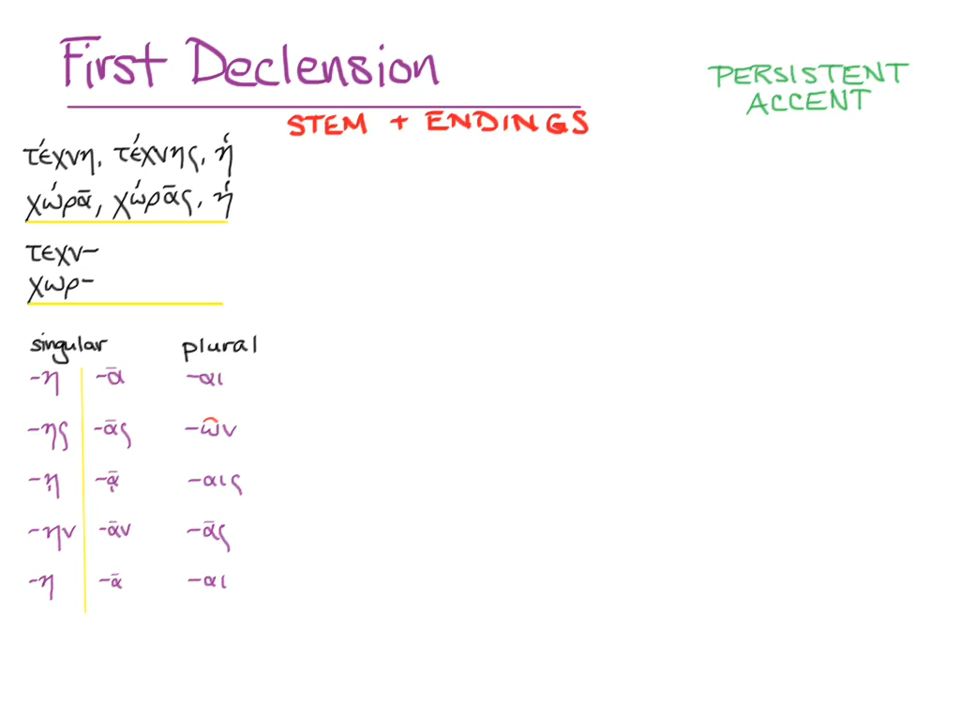 First Declension
PERSISTENT
ACCENT
STEM + ENDINGS
τέχνη, τέχνης, ἡ
χώρᾱ, χώρᾱς, ἡ
τεχν-
χωρ-
singular plural
-η -ᾱ -αι
-ης -ᾱς -ῶν
-ῃ -ᾱͅ -αις
-ην -ᾱν -ᾱς
-η -ᾱ -αι